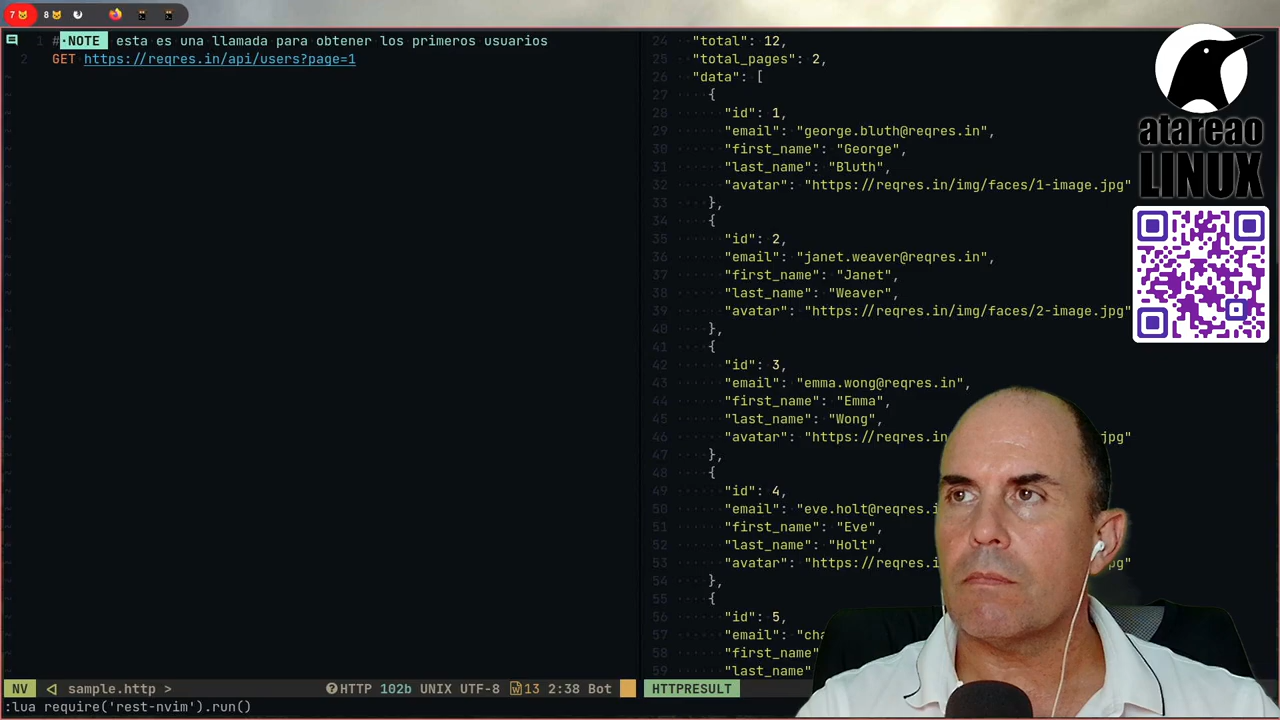 7 8
1 # NOTE esta es una llamada para obtener los primeros usuarios
2 GET https://reqres.in/api/users?page=1
NV sample.http > HTTP 102b UNIX UTF-8 13 2:38 Bot
24 "total": 12,
25 "total_pages": 2,
26 "data": [
27 {
28 "id": 1,
29 "email": "george.bluth@reqres.in",
30 "first_name": "George",
31 "last_name": "Bluth",
32 "avatar": "https://reqres.in/img/faces/1-image.jpg"
33 },
34 {
35 "id": 2,
36 "email": "janet.weaver@reqres.in",
37 "first_name": "Janet",
38 "last_name": "Weaver",
39 "avatar": "https://reqres.in/img/faces/2-image.jpg"
40 },
41 {
42 "id": 3,
43 "email": "emma.wong@reqres.in",
44 "first_name": "Emma",
45 "last_name": "Wong",
46 "avatar": "https://reqres.in jpg"
47 },
48 {
49 "id": 4,
50 "email": "eve.holt@reqres.i
51 "first_name": "Eve",
52 "last_name": "Holt",
53 "avatar": "https://reqres.i pg"
54 },
55 {
56 "id": 5,
57 "email": "cha
58 "first_name":
59 "last_name"
HTTPRESULT
:lua require('rest-nvim').run()
atareao
LINUX